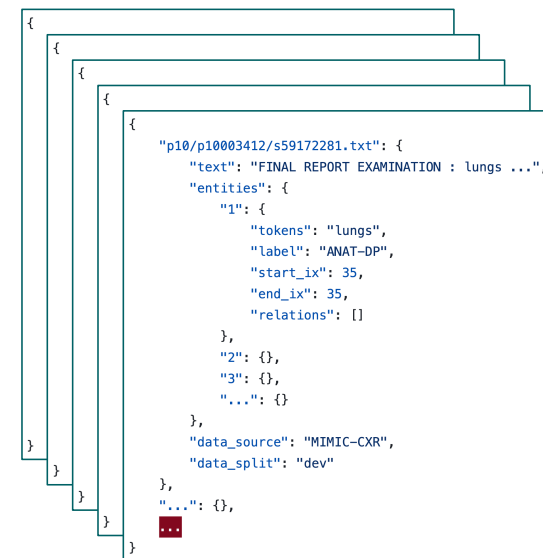 {
{
{
{
{
"p10/p10003412/s59172281.txt": {
"text": "FINAL REPORT EXAMINATION : lungs ...",
"entities": {
"1": {
"tokens": "lungs",
"label": "ANAT-DP",
"start_ix": 35,
"end_ix": 35,
"relations": []
},
"2": {},
"3": {},
"...": {}
},
"data_source": "MIMIC-CXR",
"data_split": "dev"
},
"...": {},
...
}
}
}
}
}